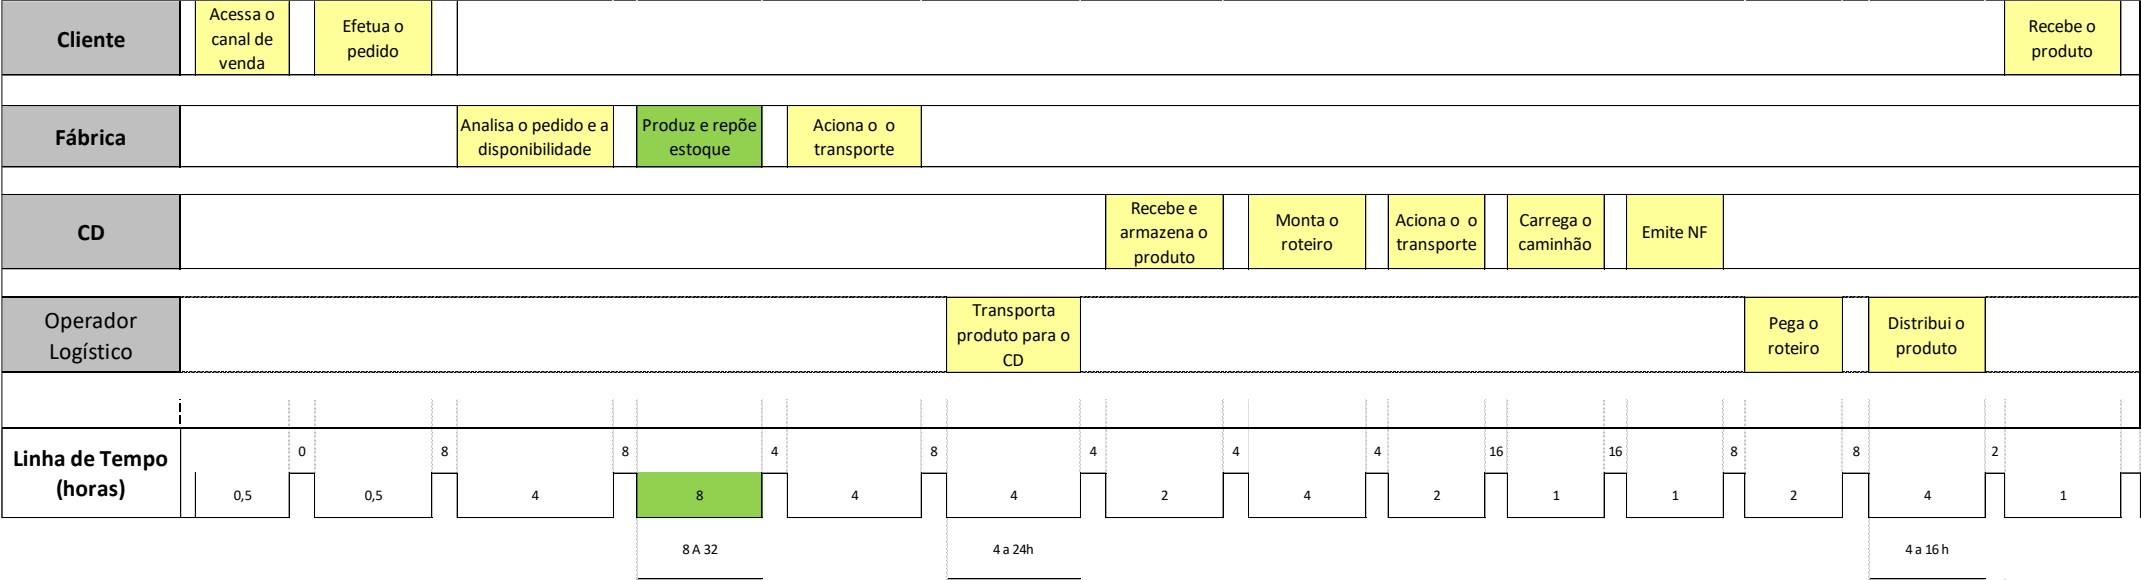 Cliente
Acessa o
canal de
venda
Efetua o
pedido
Recebe o
produto
Fábrica
Analisa o pedido e a
disponibilidade
Produz e repõe
estoque
Aciona o  o
transporte
CD
Recebe e
armazena o
produto
Monta o
roteiro
Aciona o  o
transporte
Carrega o
caminhão
Emite NF
Operador
Logístico
Transporta
produto para o
CD
Pega o
roteiro
Distribui o
produto
Linha de Tempo
(horas)
0 8 8 4 8 4 4 4 16 16 8 8 2
0,5 0,5 4 8 4 4 2 4 2 1 1 2 4 1
8 A 32 4 a 24h 4 a 16 h